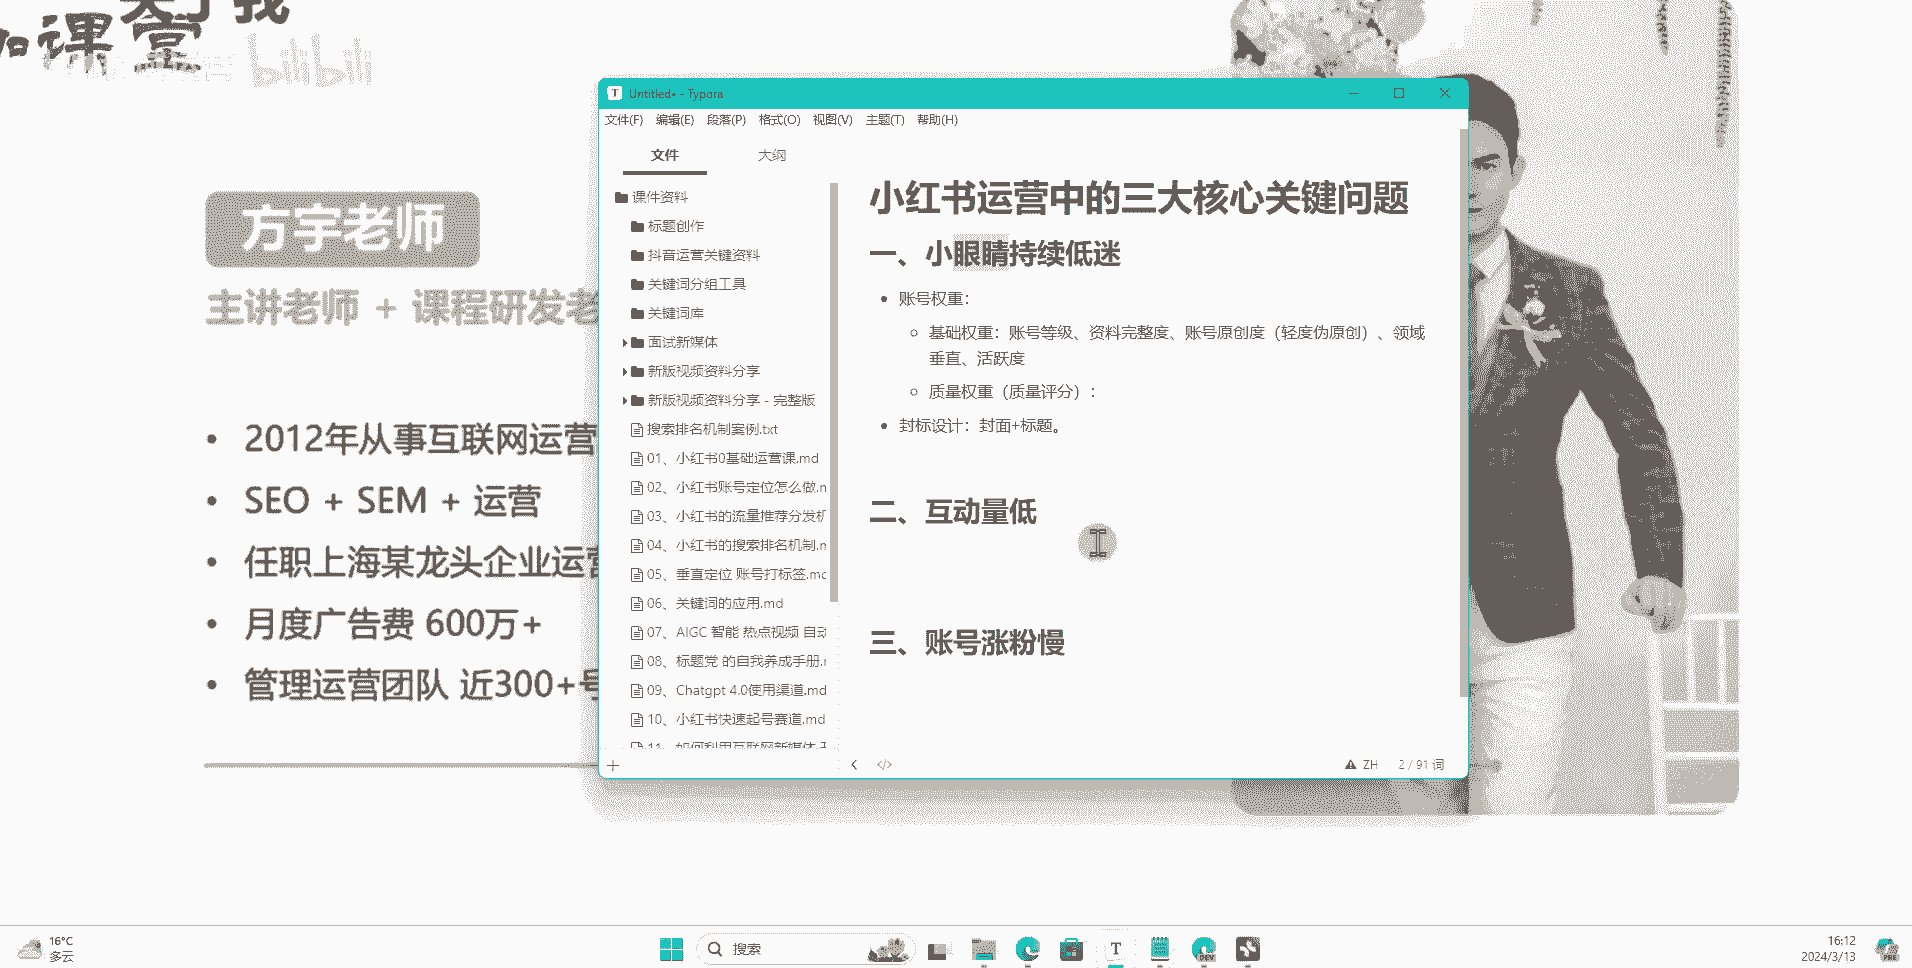 加课堂
bilibili
方宇老师
主讲老师 + 课程研发老
• 2012年从事互联网运营
• SEO + SEM + 运营
• 任职上海某龙头企业运营
• 月度广告费 600万+
• 管理运营团队 近300+号
Untitled• - Typora
文件(F) 编辑(E) 段落(P) 格式(O) 视图(V) 主题(T) 帮助(H)
文件 大纲
课件资料
标题创作
抖音运营关键资料
关键词分组工具
关键词库
面试新媒体
新版视频资料分享
新版视频资料分享 - 完整版
搜索排名机制案例.txt
01、小红书0基础运营课.md
02、小红书账号定位怎么做.m
03、小红书的流量推荐分发机
04、小红书的搜索排名机制.m
05、垂直定位 账号打标签.md
06、关键词的应用.md
07、AIGC 智能 热点视频 自动
08、标题党 的自我养成手册.m
09、Chatgpt 4.0使用渠道.md
10、小红书快速起号赛道.md
11、如何利用互联网新媒体
小红书运营中的三大核心关键问题
一、小眼睛持续低迷
• 账号权重：
基础权重：账号等级、资料完整度、账号原创度（轻度伪原创）、领域
垂直、活跃度
质量权重（质量评分）：
• 封标设计：封面+标题。
二、互动量低
三、账号涨粉慢
ZH 2 / 91 词
16°C
多云
搜索
T
DEV
16:12
2024/3/13
PRE